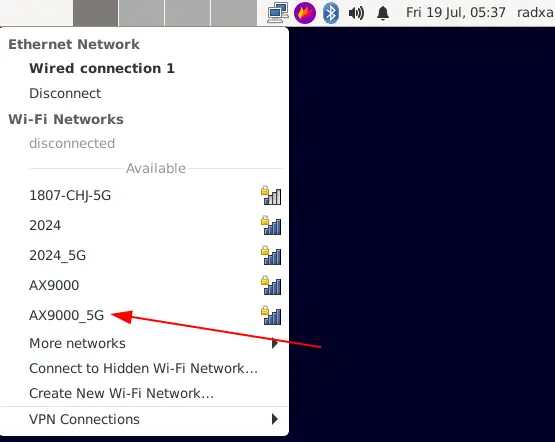 Fri 19 Jul, 05:37 radxa
Ethernet Network
Wired connection 1
Disconnect
Wi-Fi Networks
disconnected
Available
1807-CHJ-5G
2024
2024_5G
AX9000
AX9000_5G
More networks
Connect to Hidden Wi-Fi Network...
Create New Wi-Fi Network...
VPN Connections